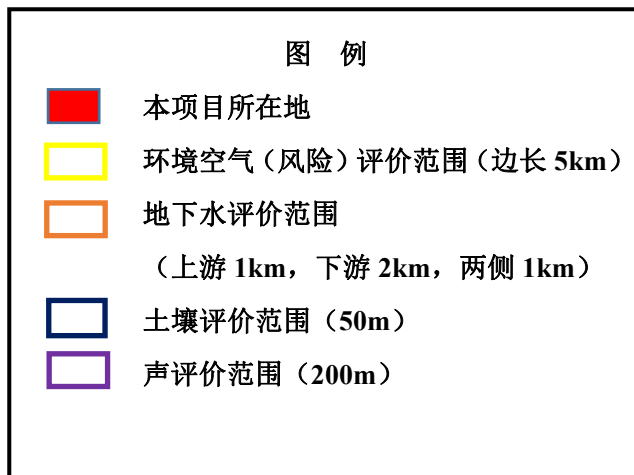 图 例
本项目所在地
环境空气（风险）评价范围（边长 5km）
地下水评价范围
（上游 1km，下游 2km，两侧 1km）
土壤评价范围（50m）
声评价范围（200m）